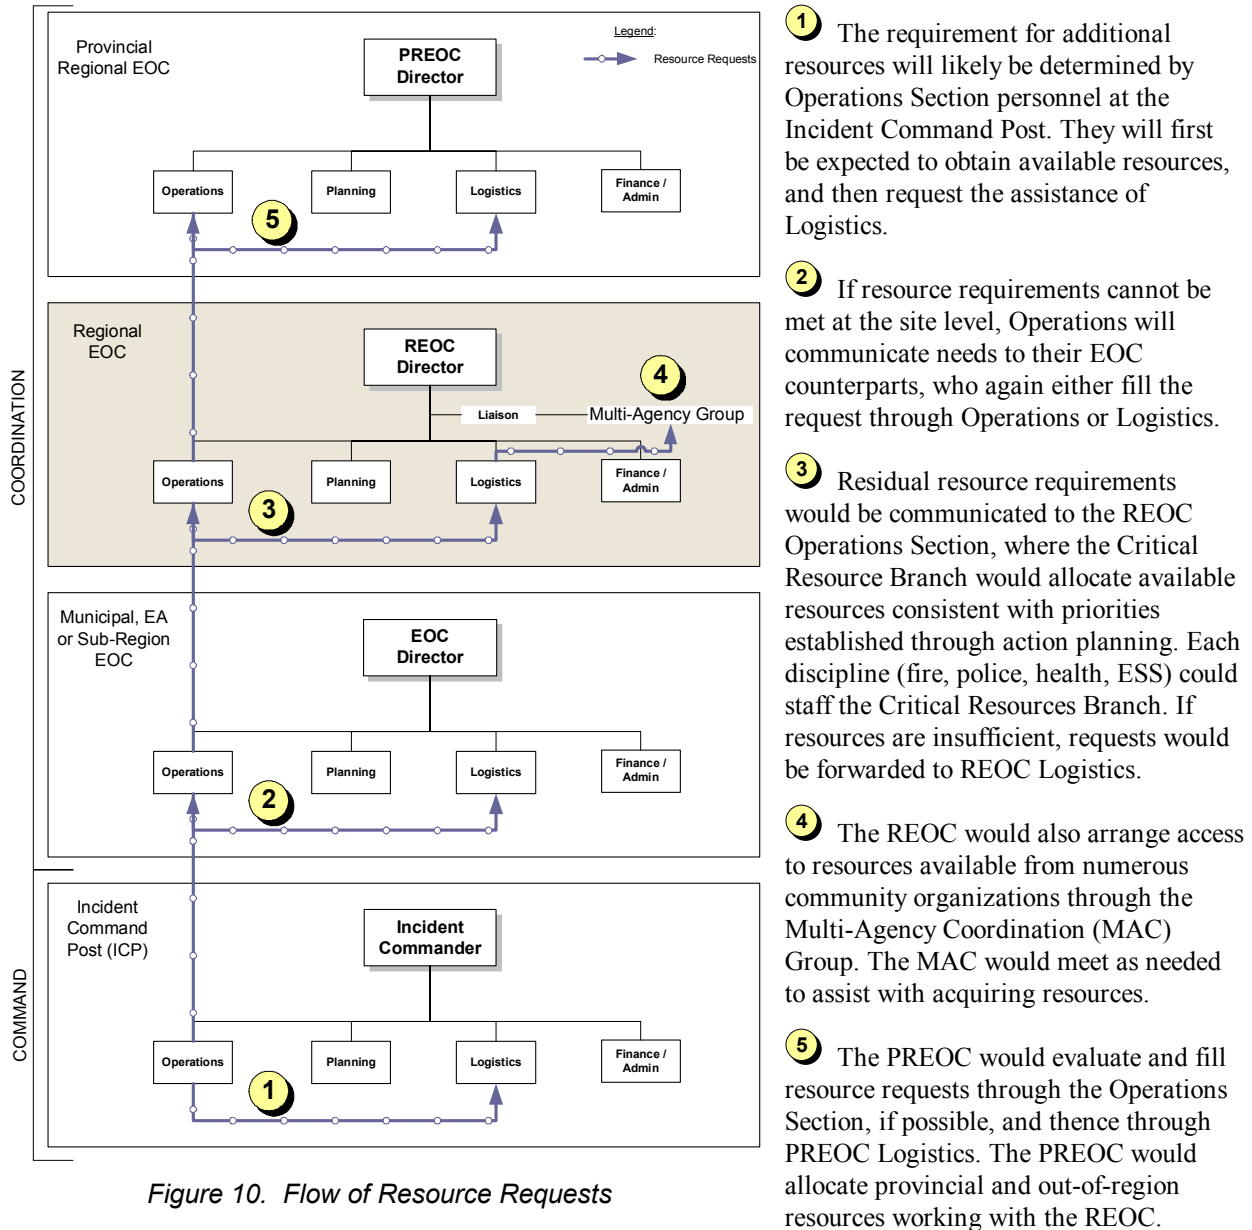 Provincial
Regional EOC
PREOC
Director
Legend:
Resource Requests
Operations
Planning
Logistics
Finance /
Admin
5
Regional
EOC
REOC
Director
4
Liaison
Multi-Agency Group
Operations
Planning
Logistics
Finance /
Admin
3
COORDINATION
Municipal, EA
or Sub-Region
EOC
EOC
Director
Operations
Planning
Logistics
Finance /
Admin
2
Incident
Command
Post (ICP)
Incident
Commander
COMMAND
Operations
Planning
Logistics
Finance /
Admin
1
Figure 10. Flow of Resource Requests
1 The requirement for additional
resources will likely be determined by
Operations Section personnel at the
Incident Command Post. They will first
be expected to obtain available resources,
and then request the assistance of
Logistics.
2 If resource requirements cannot be
met at the site level, Operations will
communicate needs to their EOC
counterparts, who again either fill the
request through Operations or Logistics.
3 Residual resource requirements
would be communicated to the REOC
Operations Section, where the Critical
Resource Branch would allocate available
resources consistent with priorities
established through action planning. Each
discipline (fire, police, health, ESS) could
staff the Critical Resources Branch. If
resources are insufficient, requests would
be forwarded to REOC Logistics.
4 The REOC would also arrange access
to resources available from numerous
community organizations through the
Multi-Agency Coordination (MAC)
Group. The MAC would meet as needed
to assist with acquiring resources.
5 The PREOC would evaluate and fill
resource requests through the Operations
Section, if possible, and thence through
PREOC Logistics. The PREOC would
allocate provincial and out-of-region
resources working with the REOC.